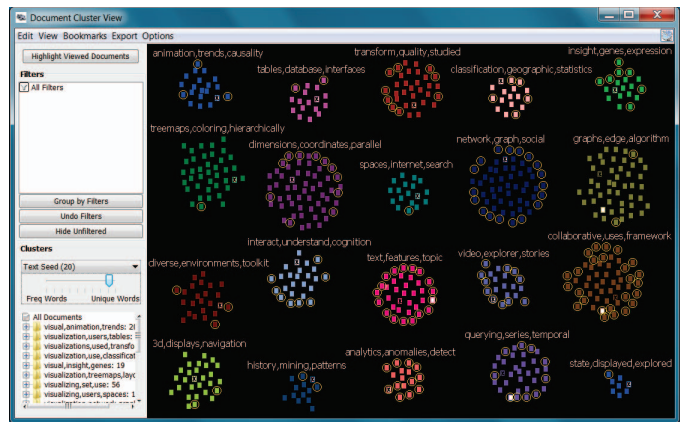 Document Cluster View
Edit View Bookmarks Export Options
Highlight Viewed Documents
Filters
All Filters
Group by Filters
Undo Filters
Hide Unfiltered
Clusters
Text Seed (20)
Freq Words Unique Words
All Documents
visual,animation,trends: 2
visualization,users,tables:
visualizations,used,transfo
visualization,use,classificat
visual,insight,genes: 19
visualization,treemaps,layo
visualizing,set,use: 56
visualizing,users,spaces: 1
animation,trends,causality
transform,quality,studied
insight,genes,expression
tables,database,interfaces
classification,geographic,statistics
treemaps,coloring,hierarchically
dimensions,coordinates,parallel
network,graph,social
graphs,edge,algorithm
spaces,internet,search
interact,understand,cognition
collaborative,uses,framework
diverse,environments,toolkit
text,features,topic
video,explorer,stories
3d,displays,navigation
history,mining,patterns
analytics,anomalies,detect
querying,series,temporal
state,displayed,explored